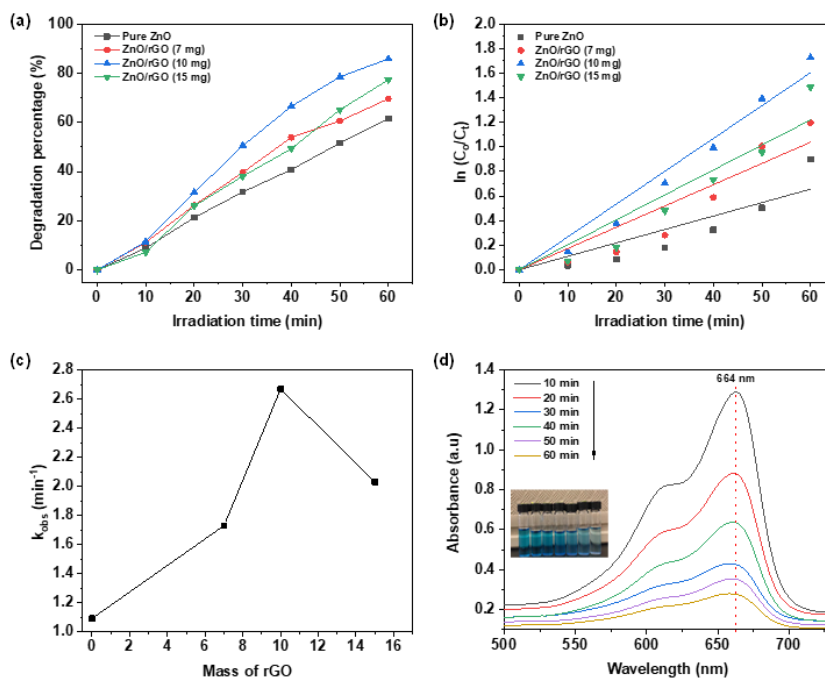 (a)
Pure ZnO
ZnO/rGO (7 mg)
ZnO/rGO (10 mg)
ZnO/rGO (15 mg)
100
80
60
40
20
0
Degradation percentage (%)
0 10 20 30 40 50 60
Irradiation time (min)
(b)
Pure ZnO
ZnO/rGO (7 mg)
ZnO/rGO (10 mg)
ZnO/rGO (15 mg)
2.0
1.8
1.6
1.4
1.2
1.0
0.8
0.6
0.4
0.2
0.0
ln (C₀/Cₜ)
0 10 20 30 40 50 60
Irradiation time (min)
(c)
2.8
2.6
2.4
2.2
2.0
1.8
1.6
1.4
1.2
1.0
k_obs (min⁻¹)
0 2 4 6 8 10 12 14 16
Mass of rGO
(d)
10 min
20 min
30 min
40 min
50 min
60 min
664 nm
1.4
1.2
1.0
0.8
0.6
0.4
0.2
Absorbance (a.u)
500 550 600 650 700
Wavelength (nm)